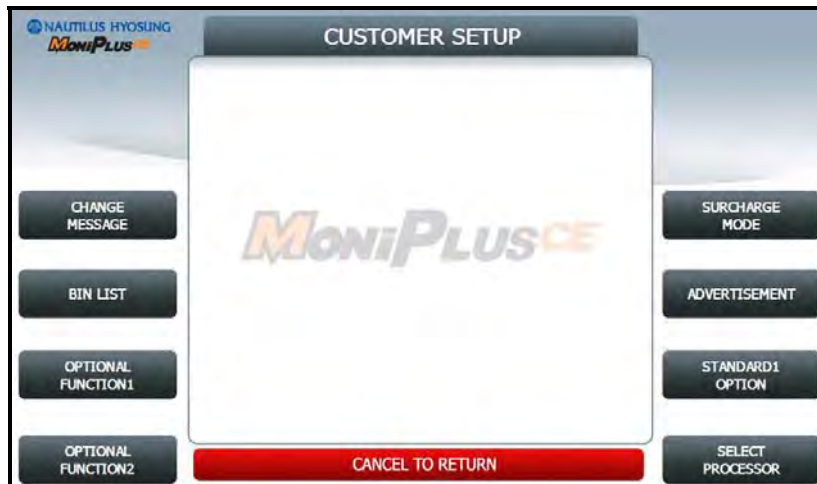 NAUTILUS HYOSUNG
MONIPLUS CE
CUSTOMER SETUP
CHANGE
MESSAGE
SURCHARGE
MODE
MONIPLUS CE
BIN LIST
ADVERTISEMENT
OPTIONAL
FUNCTION1
STANDARD1
OPTION
OPTIONAL
FUNCTION2
CANCEL TO RETURN
SELECT
PROCESSOR